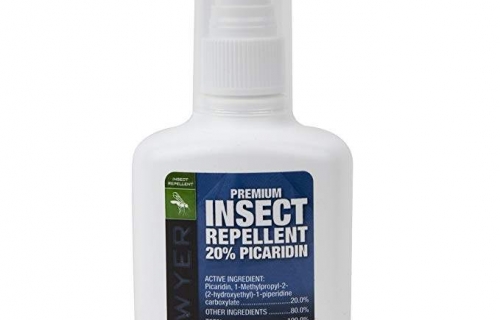 INSECT
REPELLENT
WYER
PREMIUM
INSECT
REPELLENT
20% PICARIDIN
ACTIVE INGREDIENT:
Picaridin, 1-Methylpropyl-2-
(2-hydroxyethyl)-1-piperidine
carboxylate....................20.0%
OTHER INGREDIENTS..........80.0%